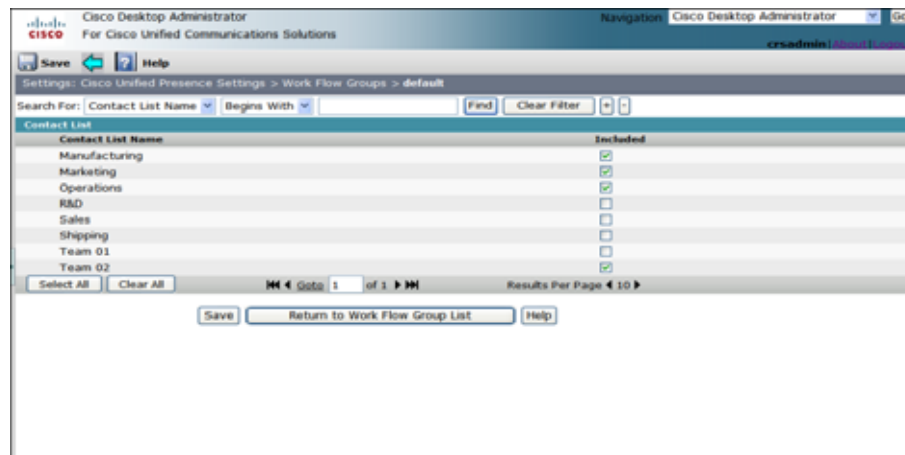 Cisco Desktop Administrator
For Cisco Unified Communications Solutions
CISCO
Navigation Cisco Desktop Administrator Go
crsadmin | About | Logou
Save Help
Settings: Cisco Unified Presence Settings > Work Flow Groups > default
Search For: Contact List Name Begins With Find Clear Filter + -
Contact List
Contact List Name Included
Manufacturing
Marketing
Operations
R&D
Sales
Shipping
Team 01
Team 02
Select All Clear All Goto 1 of 1 Results Per Page 10
Save Return to Work Flow Group List Help